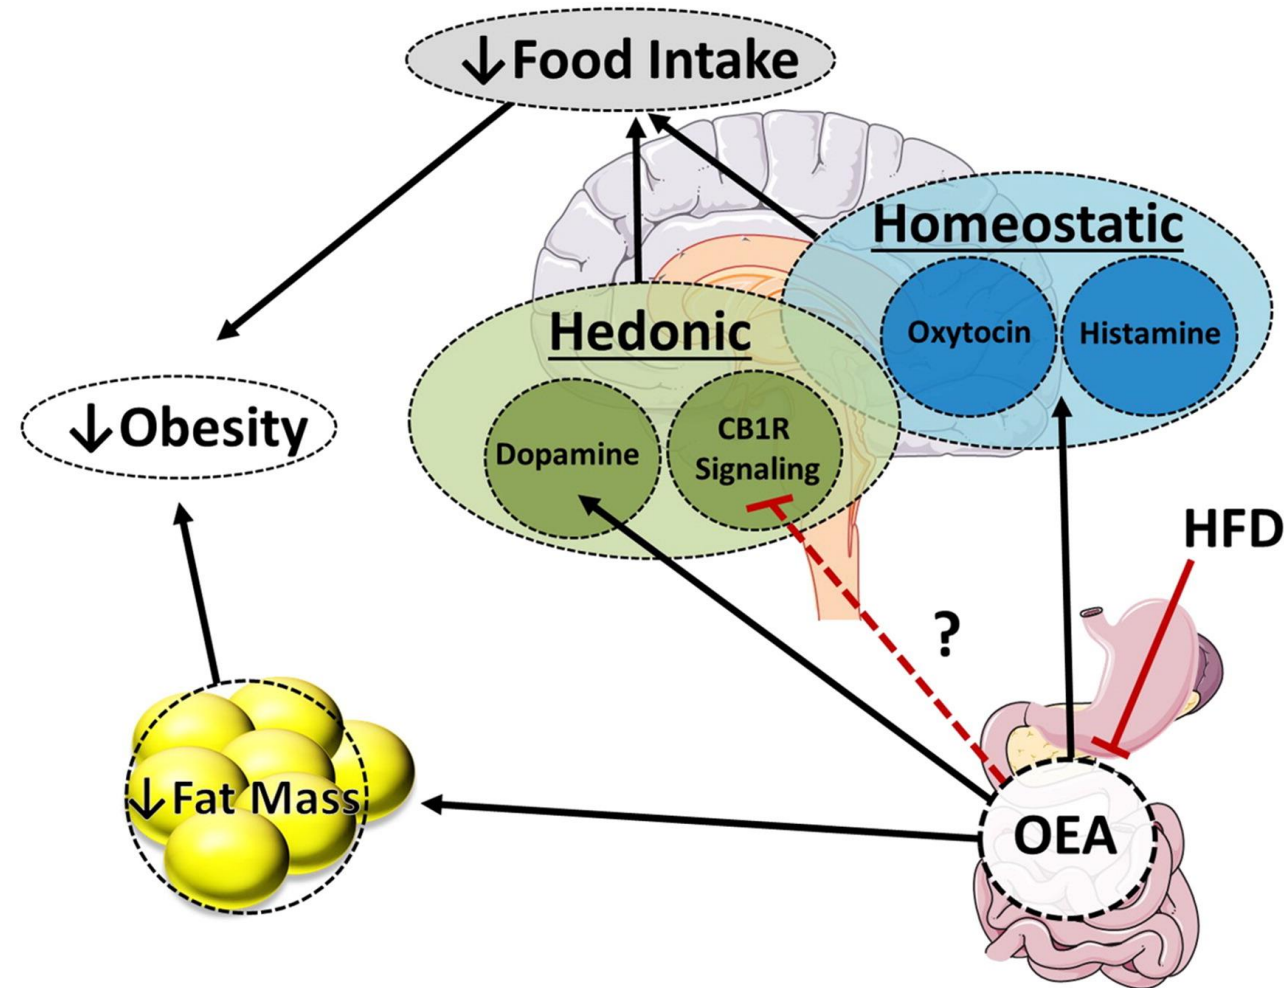 ↓Food Intake
Homeostatic
Oxytocin
Histamine
Hedonic
Dopamine
CB1R
Signaling
↓Obesity
HFD
?
↓Fat Mass
OEA